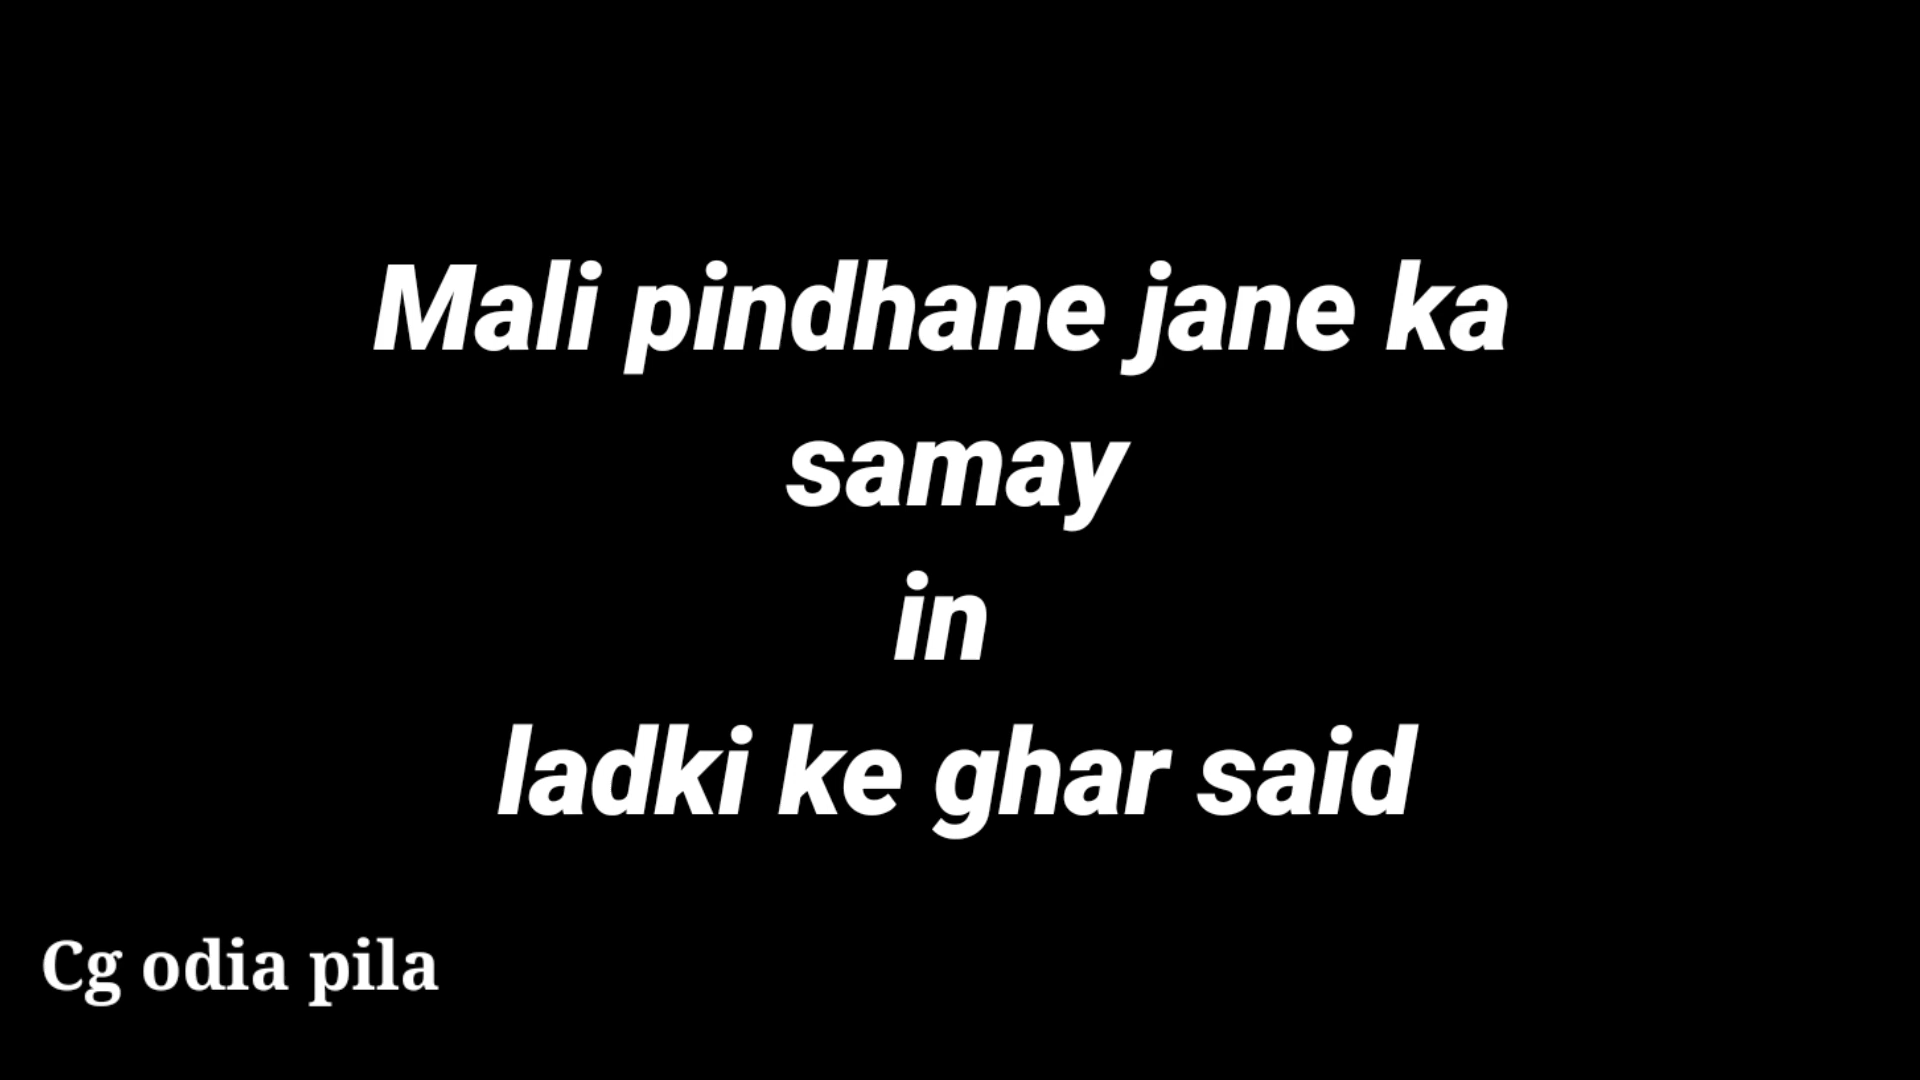 Mali pindhane jane ka
samay
in
ladki ke ghar said
Cg odia pila